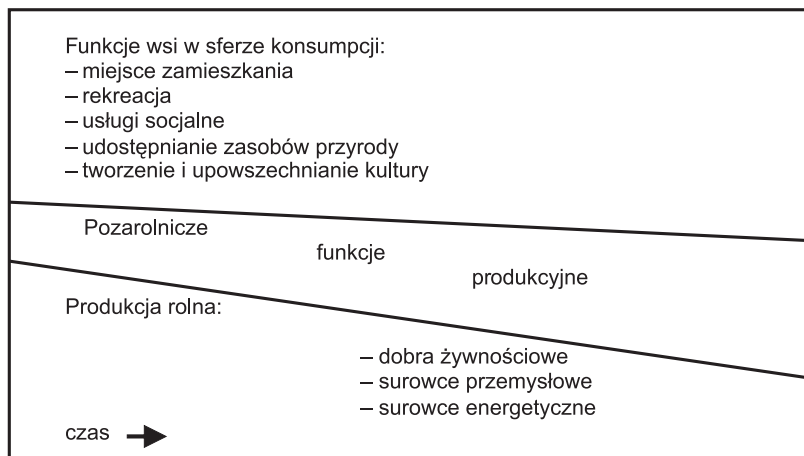 Funkcje wsi w sferze konsumpcji:
– miejsce zamieszkania
– rekreacja
– usługi socjalne
– udostępnianie zasobów przyrody
– tworzenie i upowszechnianie kultury
Pozarolnicze
funkcje
produkcyjne
Produkcja rolna:
– dobra żywnościowe
– surowce przemysłowe
– surowce energetyczne
czas